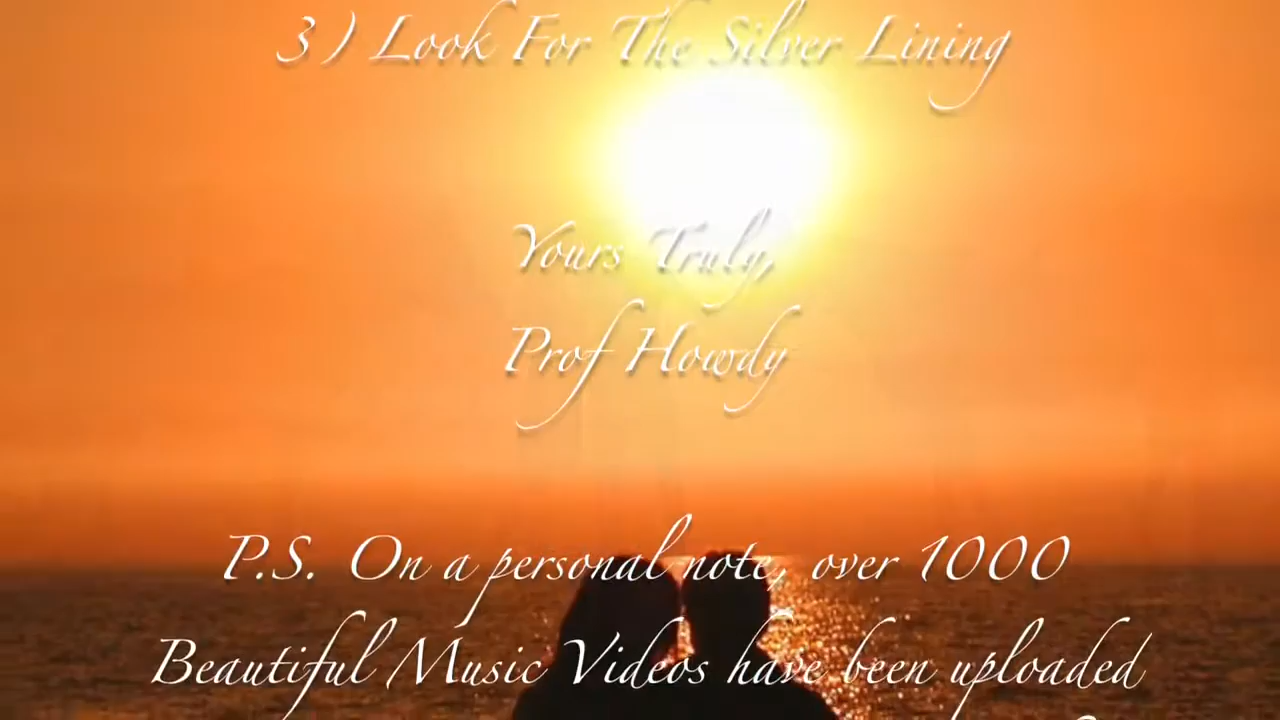 3) Look For The Silver Lining
Yours Truly,
Prof Howdy
P.S. On a personal note, over 1000
Beautiful Music Videos have been uploaded